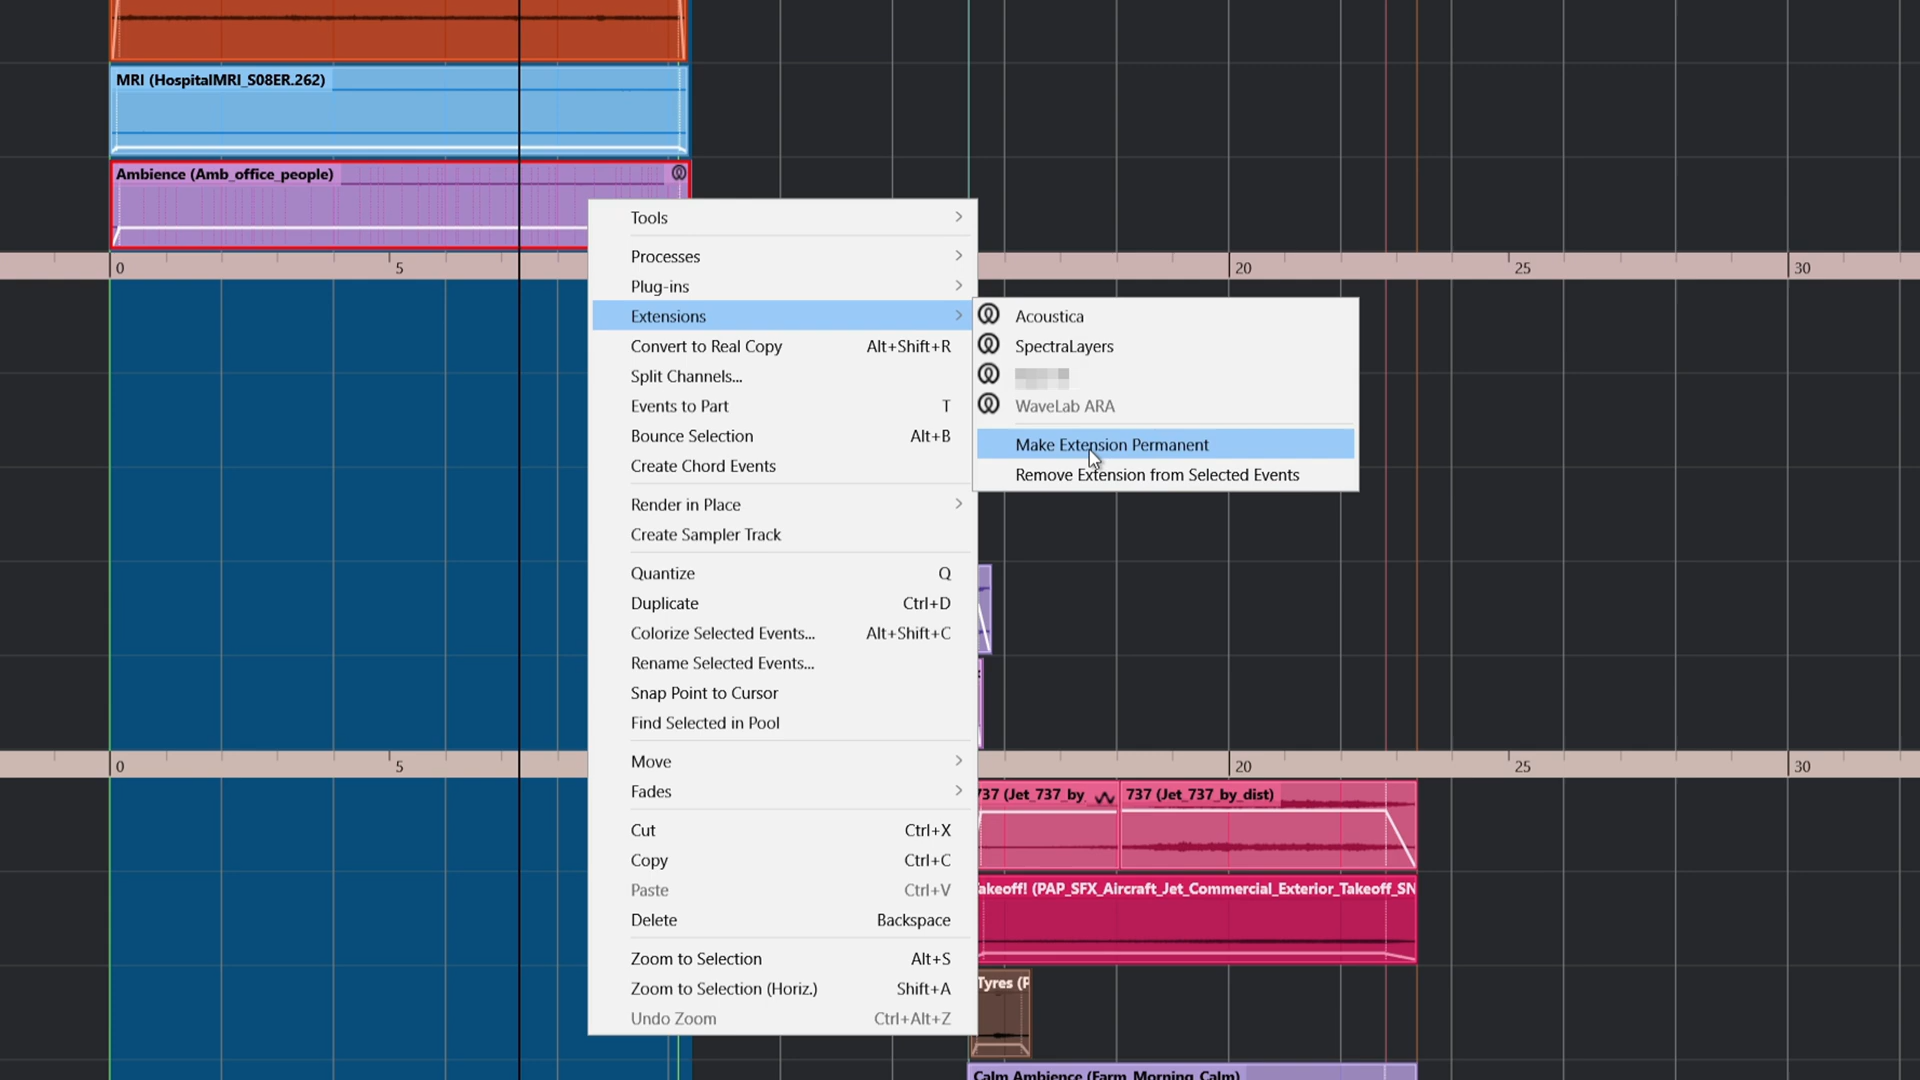 MRI (HospitalMRI_S08ER.262)
Ambience (Amb_office_people)
Tools
0 5 20 25 30
Processes
Plug-ins
Extensions
Acoustica
Convert to Real Copy Alt+Shift+R
SpectraLayers
Split Channels...
Events to Part T
WaveLab ARA
Bounce Selection Alt+B
Make Extension Permanent
Create Chord Events
Remove Extension from Selected Events
Render in Place
Create Sampler Track
Quantize Q
Duplicate Ctrl+D
Colorize Selected Events... Alt+Shift+C
Rename Selected Events...
Snap Point to Cursor
Find Selected in Pool
Move
0 5 20 25 30
Fades
737 (Jet_737_by_ 737 (Jet_737_by_dist)
Cut Ctrl+X
Copy Ctrl+C
Paste Ctrl+V
akeoff! (PAP_SFX_Aircraft_Jet_Commercial_Exterior_Takeoff_SN
Delete Backspace
Zoom to Selection Alt+S
Tyres (
Zoom to Selection (Horiz.) Shift+A
Undo Zoom Ctrl+Alt+Z
Calm Ambience (Farm_Morning_Calm)